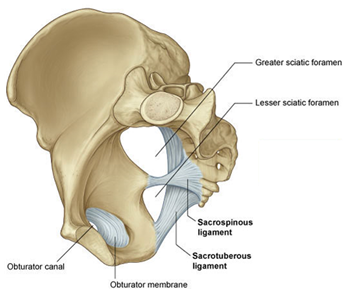 Greater sciatic foramen
Lesser sciatic foramen
Sacrospinous
ligament
Sacrotuberous
ligament
Obturator canal
Obturator membrane